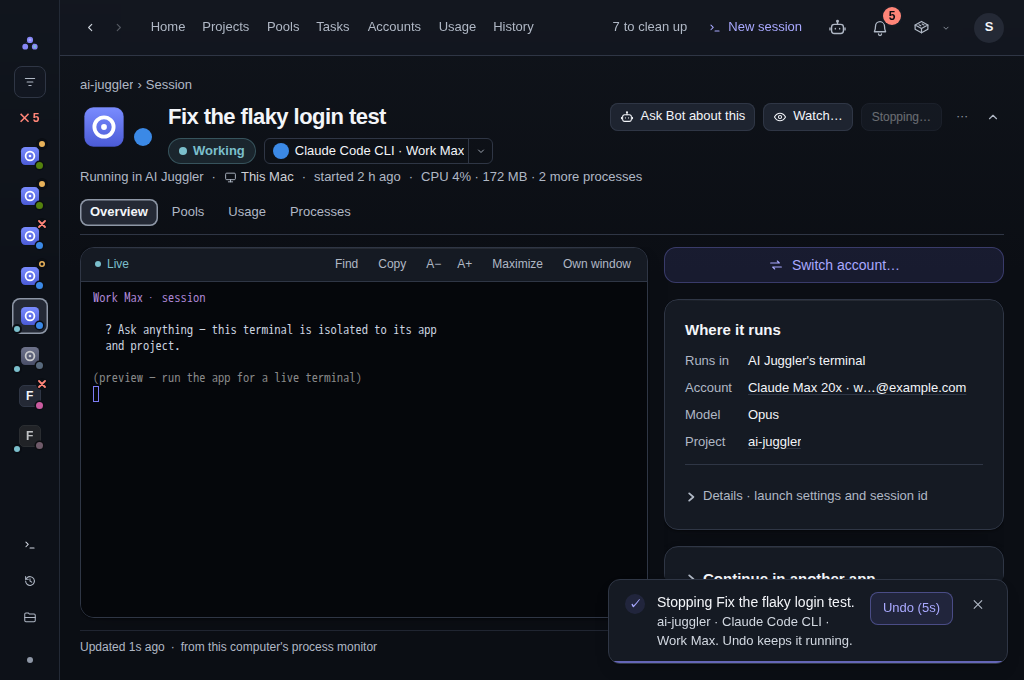 Home Projects Pools Tasks Accounts Usage History 7 to clean up New session 5 S
5
F
F
ai-juggler › Session
Fix the flaky login test
Ask Bot about this Watch… Stopping… ···
Working Claude Code CLI · Work Max
Running in AI Juggler · This Mac · started 2 h ago · CPU 4% · 172 MB · 2 more processes
Overview Pools Usage Processes
Live Find Copy A− A+ Maximize Own window
Work Max · session
? Ask anything — this terminal is isolated to its app
and project.
(preview — run the app for a live terminal)
Updated 1s ago · from this computer's process monitor
Switch account…
Where it runs
Runs in AI Juggler's terminal
Account Claude Max 20x · w…@example.com
Model Opus
Project ai-juggler
Details · launch settings and session id
Continue in another app
Stopping Fix the flaky login test.
ai-juggler · Claude Code CLI ·
Work Max. Undo keeps it running.
Undo (5s)